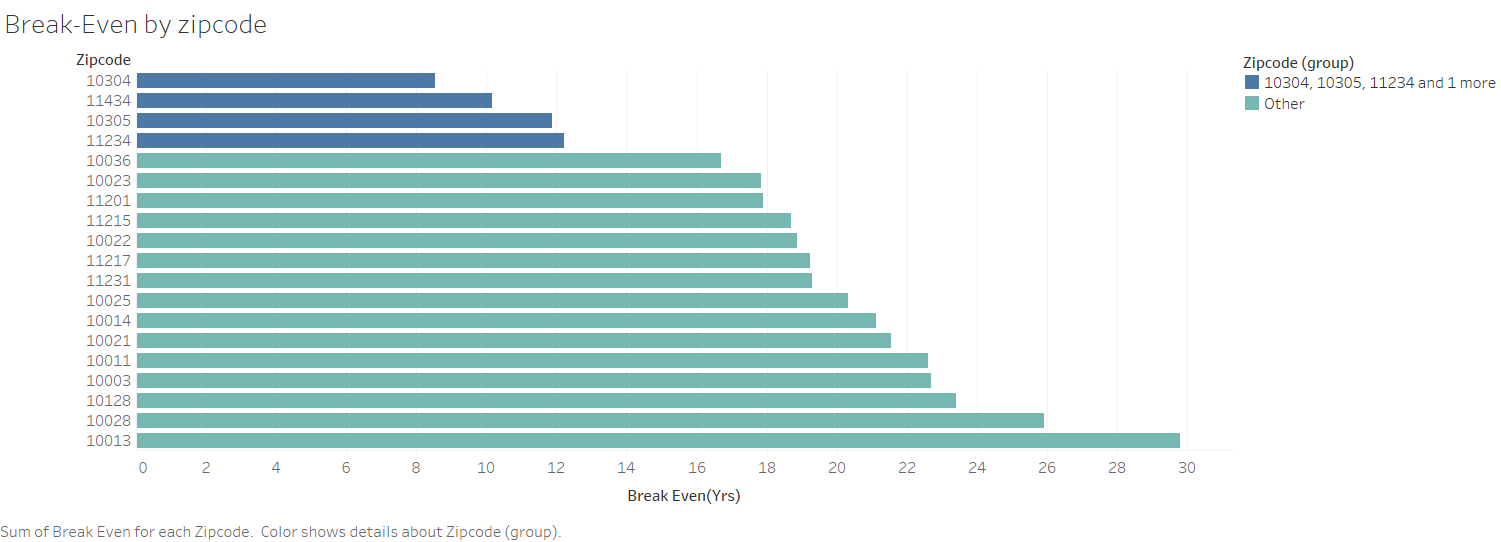 Break-Even by zipcode
Zipcode
10304
11434
10305
11234
10036
10023
11201
11215
10022
11217
11231
10025
10014
10021
10011
10003
10128
10028
10013
0 2 4 6 8 10 12 14 16 18 20 22 24 26 28 30
Break Even(Yrs)
Zipcode (group)
10304, 10305, 11234 and 1 more
Other
Sum of Break Even for each Zipcode. Color shows details about Zipcode (group).